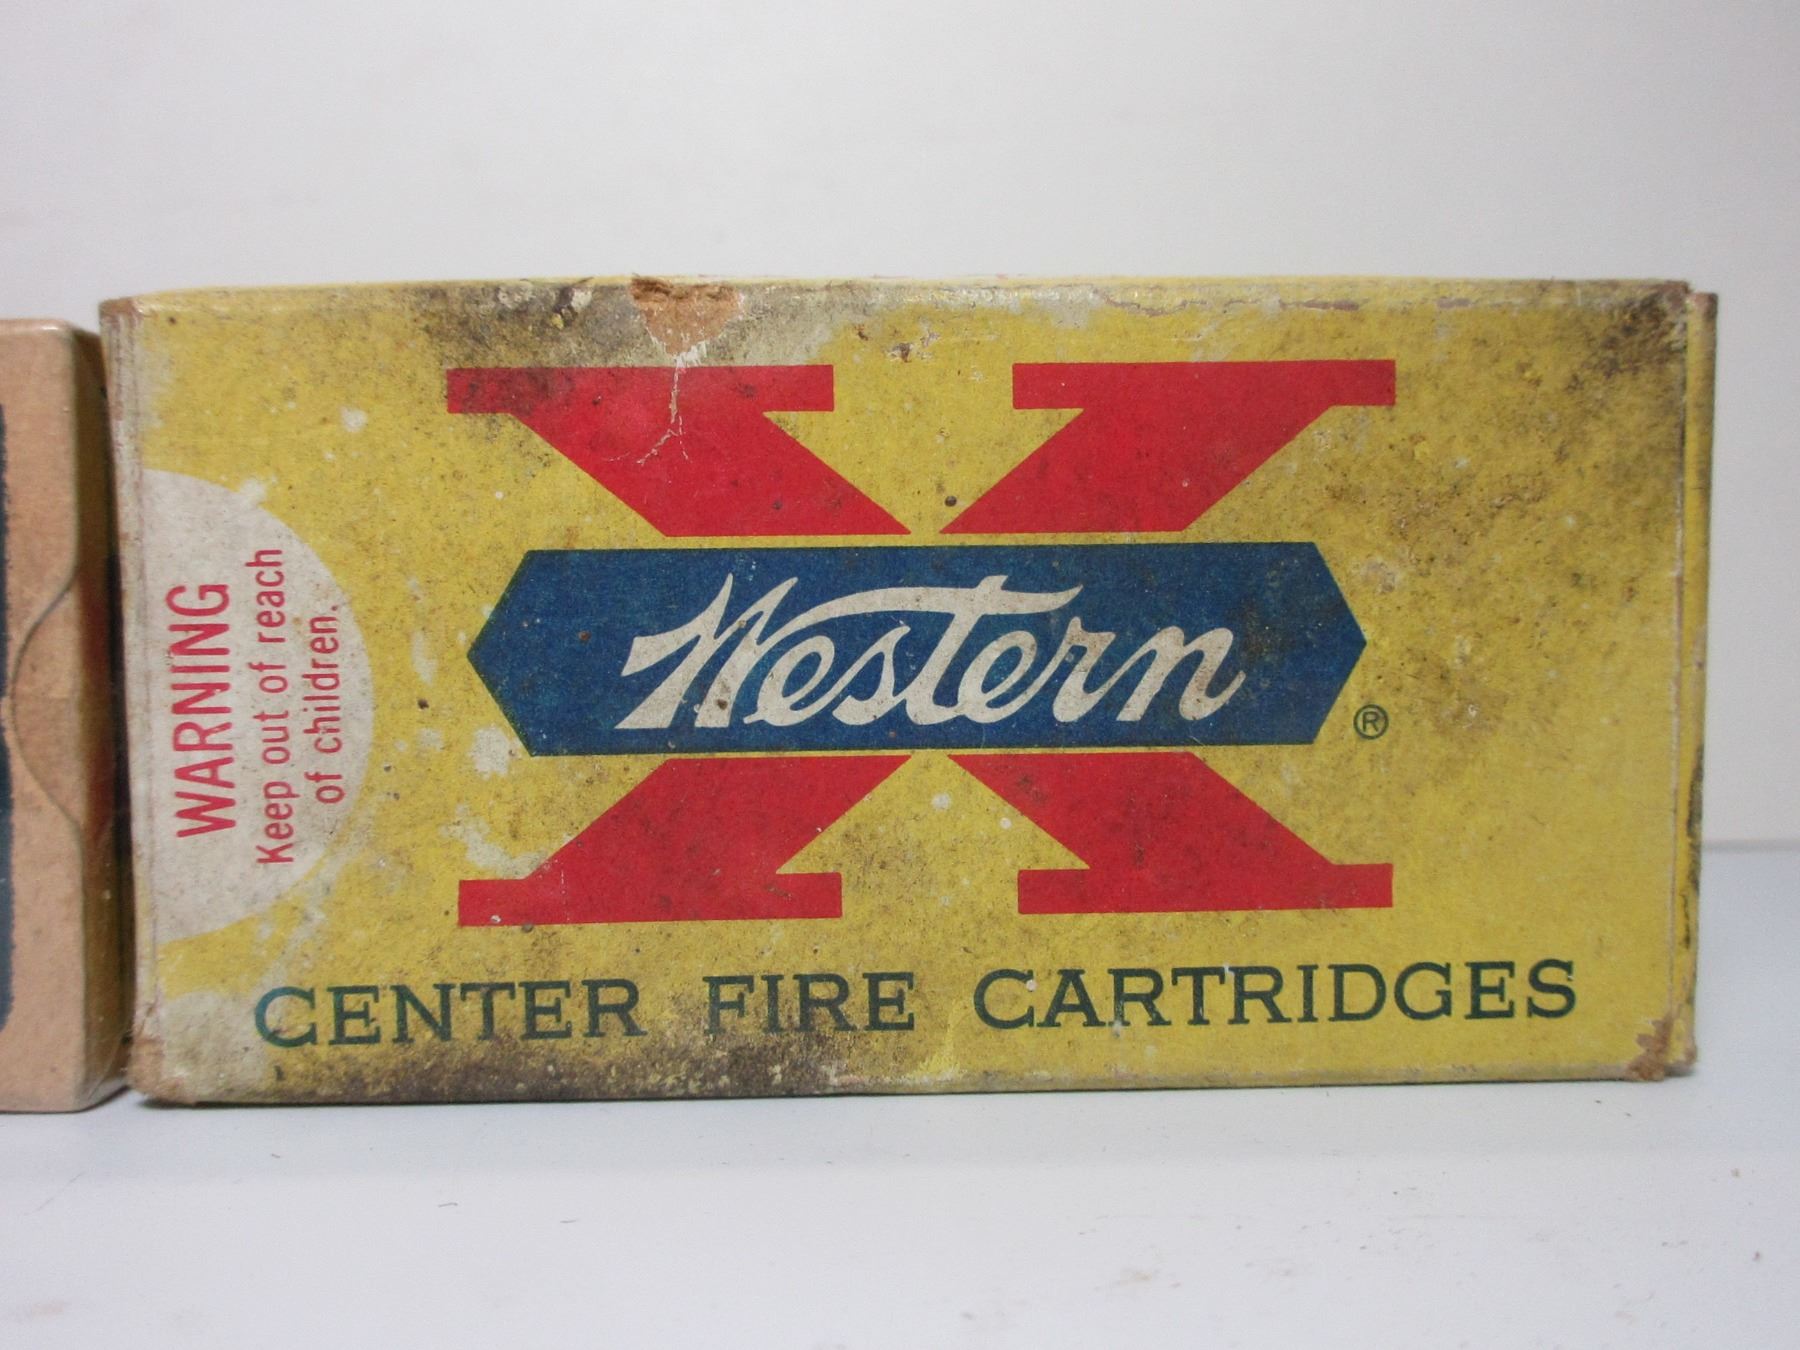 WARNING
Keep out of reach
of children.
X
Western
®
CENTER FIRE CARTRIDGES